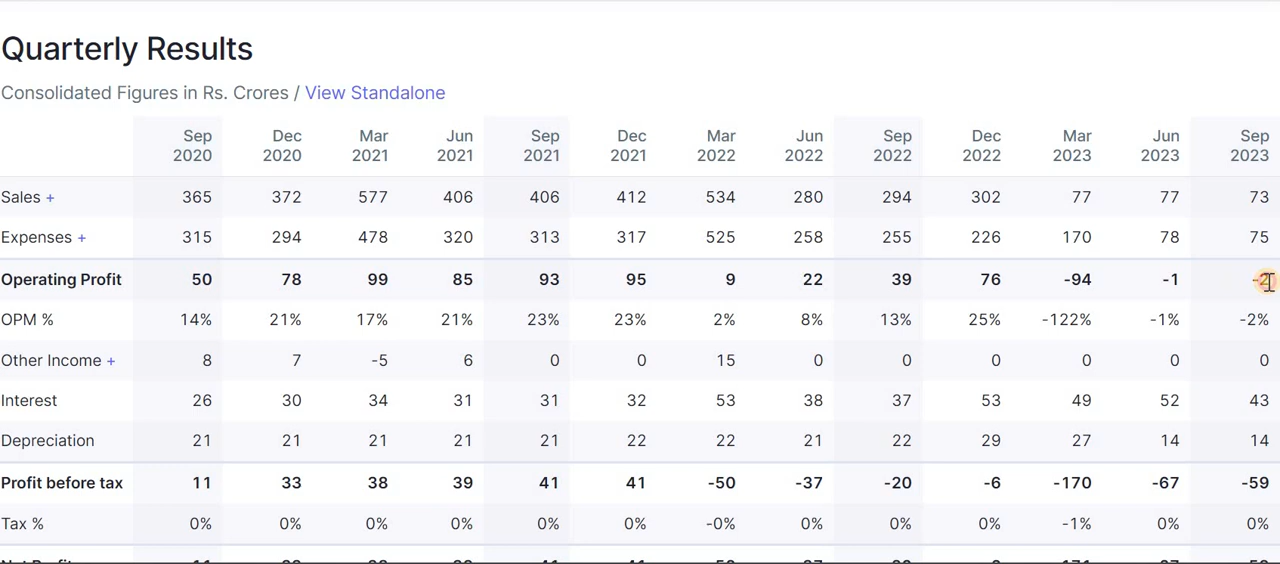 Quarterly Results
Consolidated Figures in Rs. Crores / View Standalone
Sep 2020 Dec 2020 Mar 2021 Jun 2021 Sep 2021 Dec 2021 Mar 2022 Jun 2022 Sep 2022 Dec 2022 Mar 2023 Jun 2023 Sep 2023
Sales + 365 372 577 406 406 412 534 280 294 302 77 77 73
Expenses + 315 294 478 320 313 317 525 258 255 226 170 78 75
Operating Profit 50 78 99 85 93 95 9 22 39 76 -94 -1 -2
OPM % 14% 21% 17% 21% 23% 23% 2% 8% 13% 25% -122% -1% -2%
Other Income + 8 7 -5 6 0 0 15 0 0 0 0 0 0
Interest 26 30 34 31 31 32 53 38 37 53 49 52 43
Depreciation 21 21 21 21 21 22 22 21 22 29 27 14 14
Profit before tax 11 33 38 39 41 41 -50 -37 -20 -6 -170 -67 -59
Tax % 0% 0% 0% 0% 0% 0% -0% 0% 0% 0% -1% 0% 0%